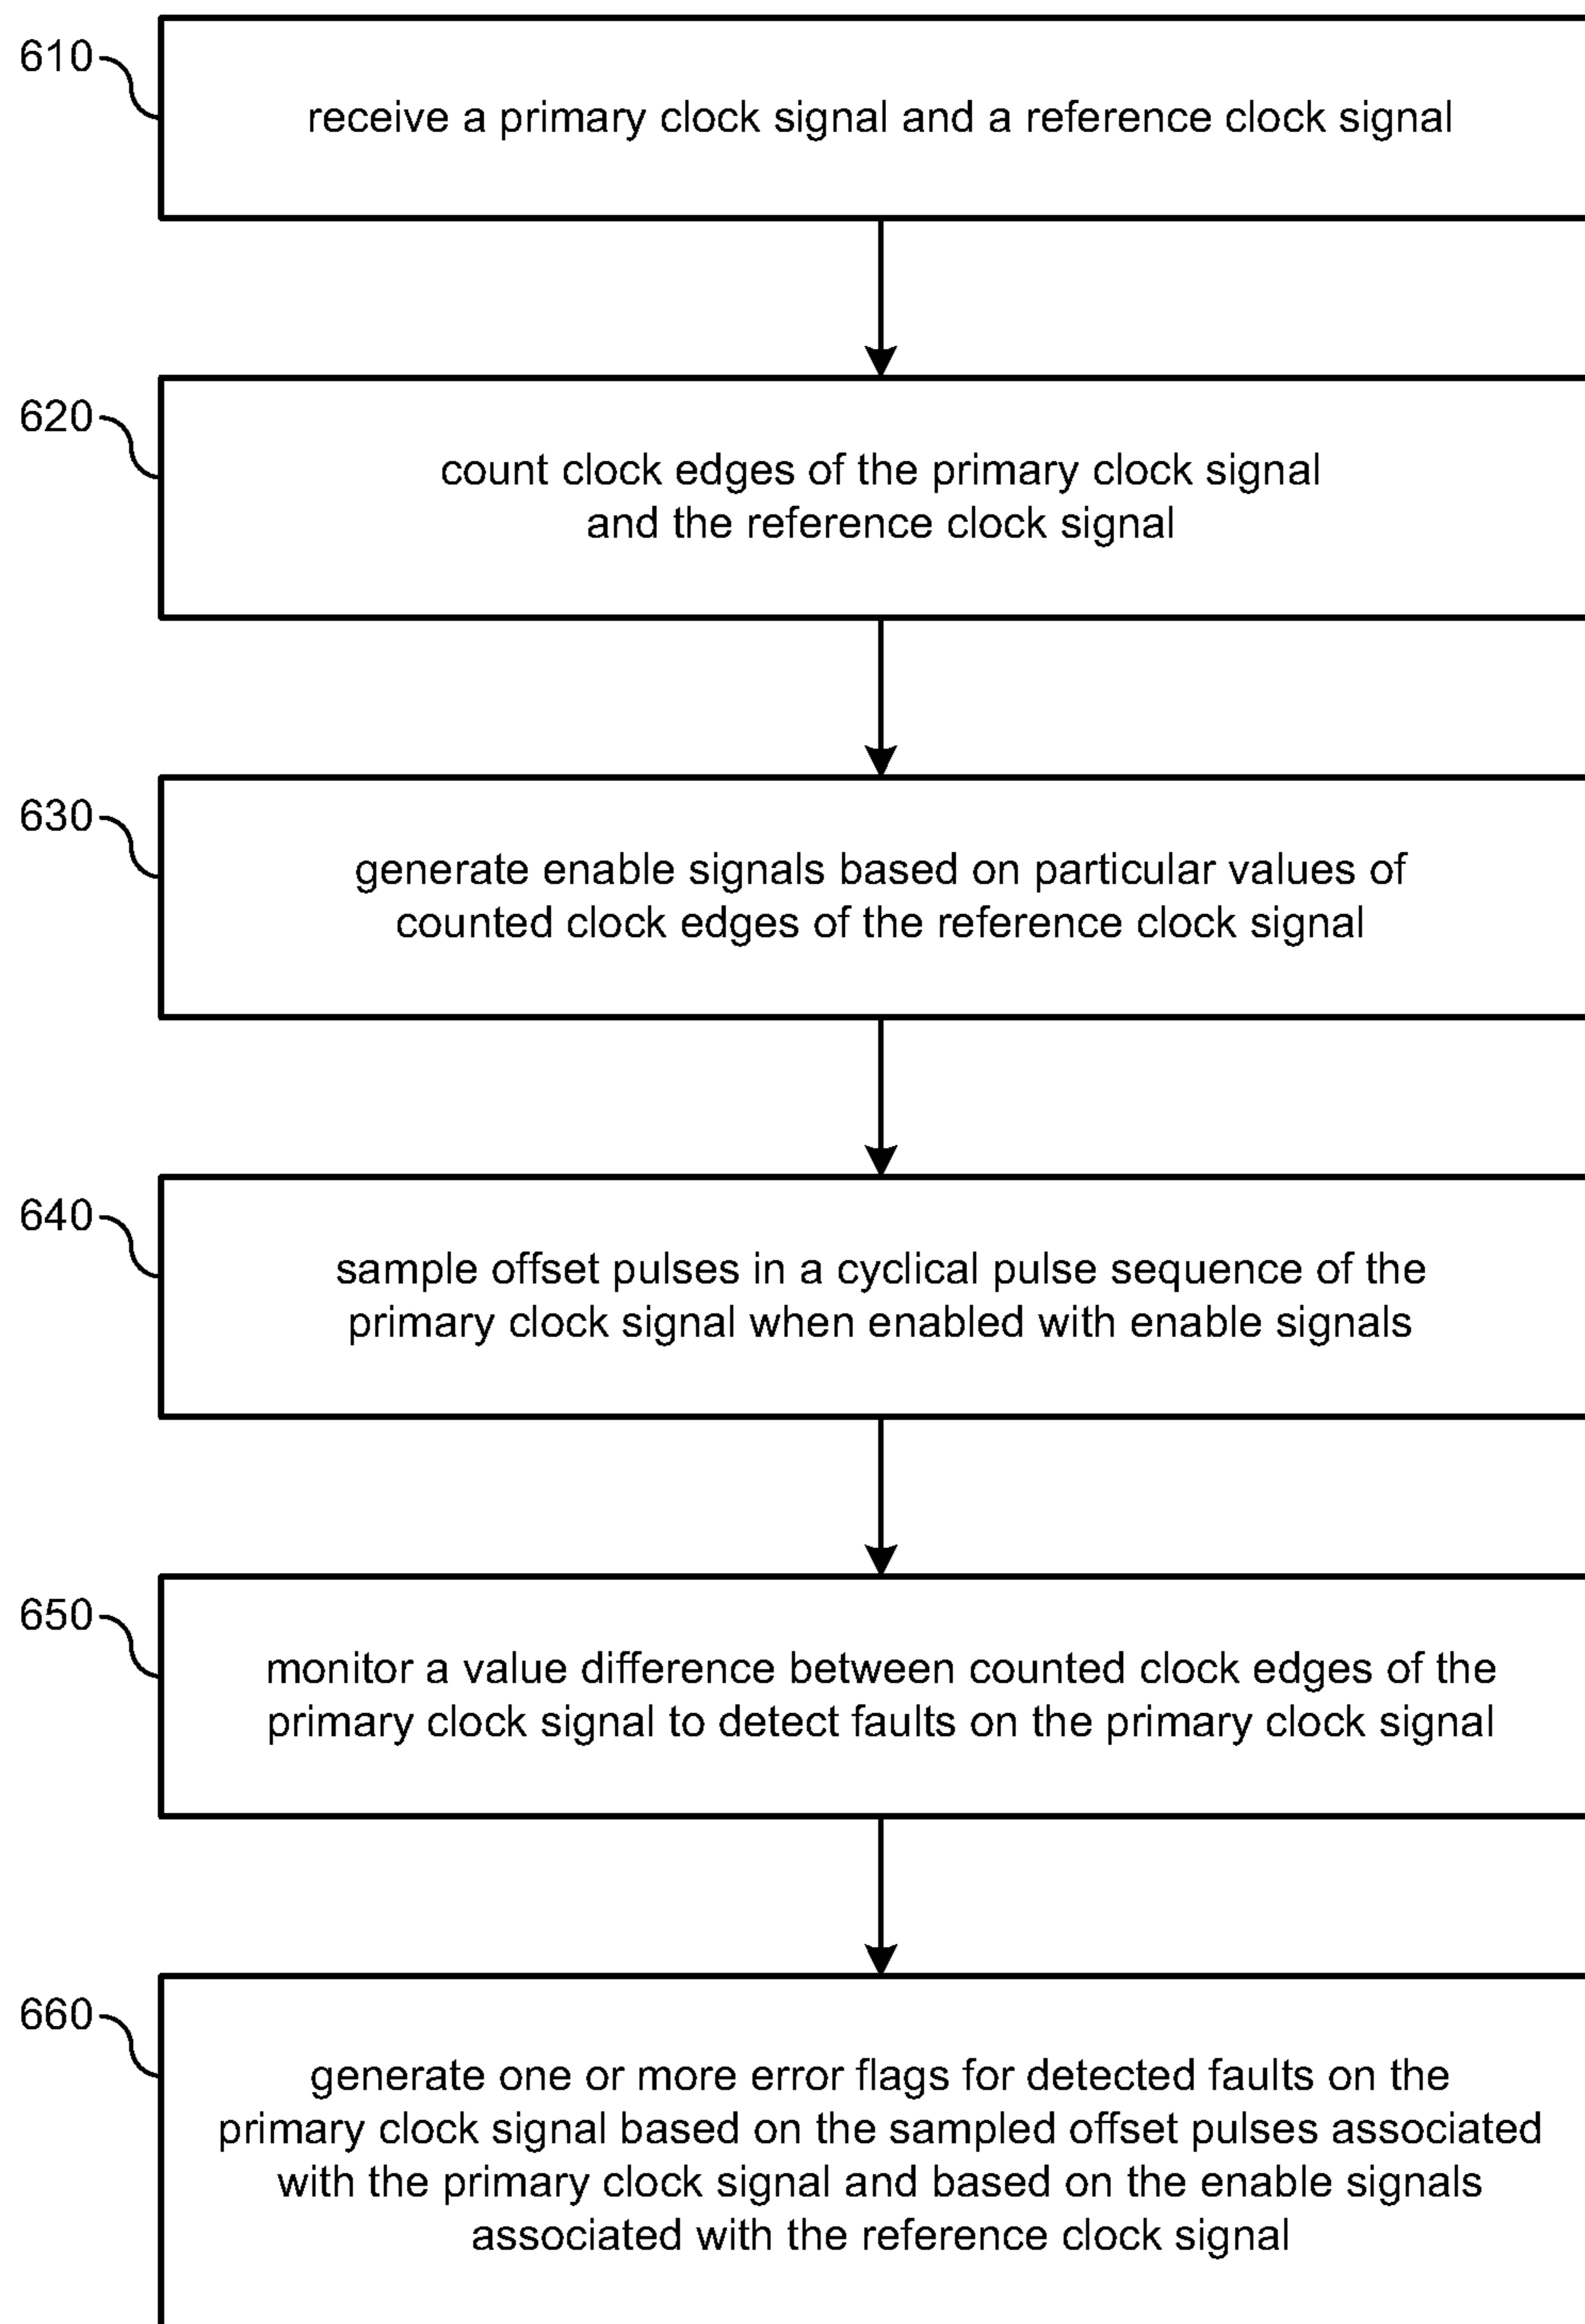 610
receive a primary clock signal and a reference clock signal
620
count clock edges of the primary clock signal
and the reference clock signal
630
generate enable signals based on particular values of
counted clock edges of the reference clock signal
640
sample offset pulses in a cyclical pulse sequence of the
primary clock signal when enabled with enable signals
650
monitor a value difference between counted clock edges of the
primary clock signal to detect faults on the primary clock signal
660
generate one or more error flags for detected faults on the
primary clock signal based on the sampled offset pulses associated
with the primary clock signal and based on the enable signals
associated with the reference clock signal